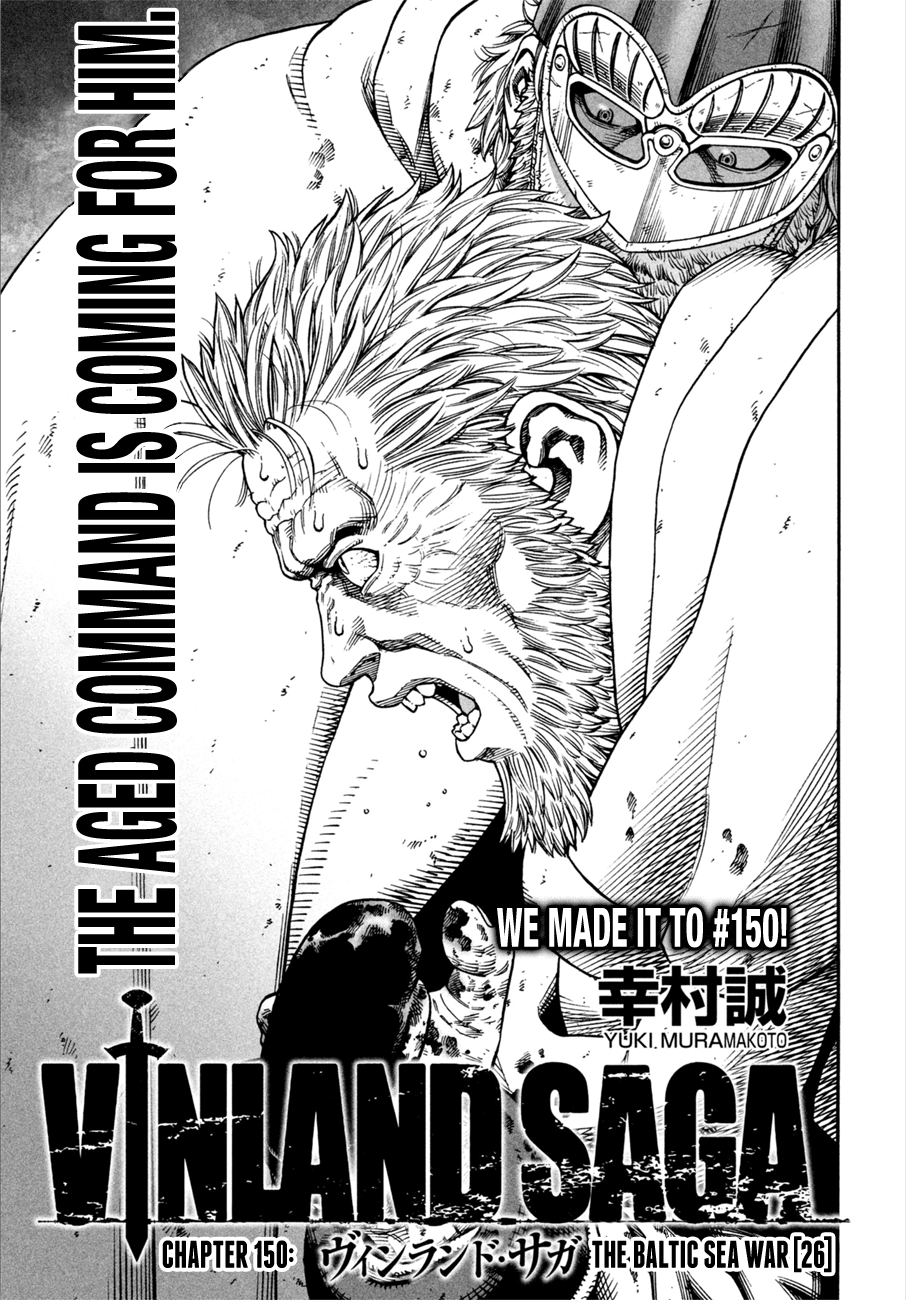 THE AGED COMMAND IS COMING FOR HIM.
WE MADE IT TO #150!
幸村誠
YUKI.MURAMAKOTO
VINLAND SAGA
CHAPTER 150: ヴィンランド・サガ THE BALTIC SEA WAR [26]